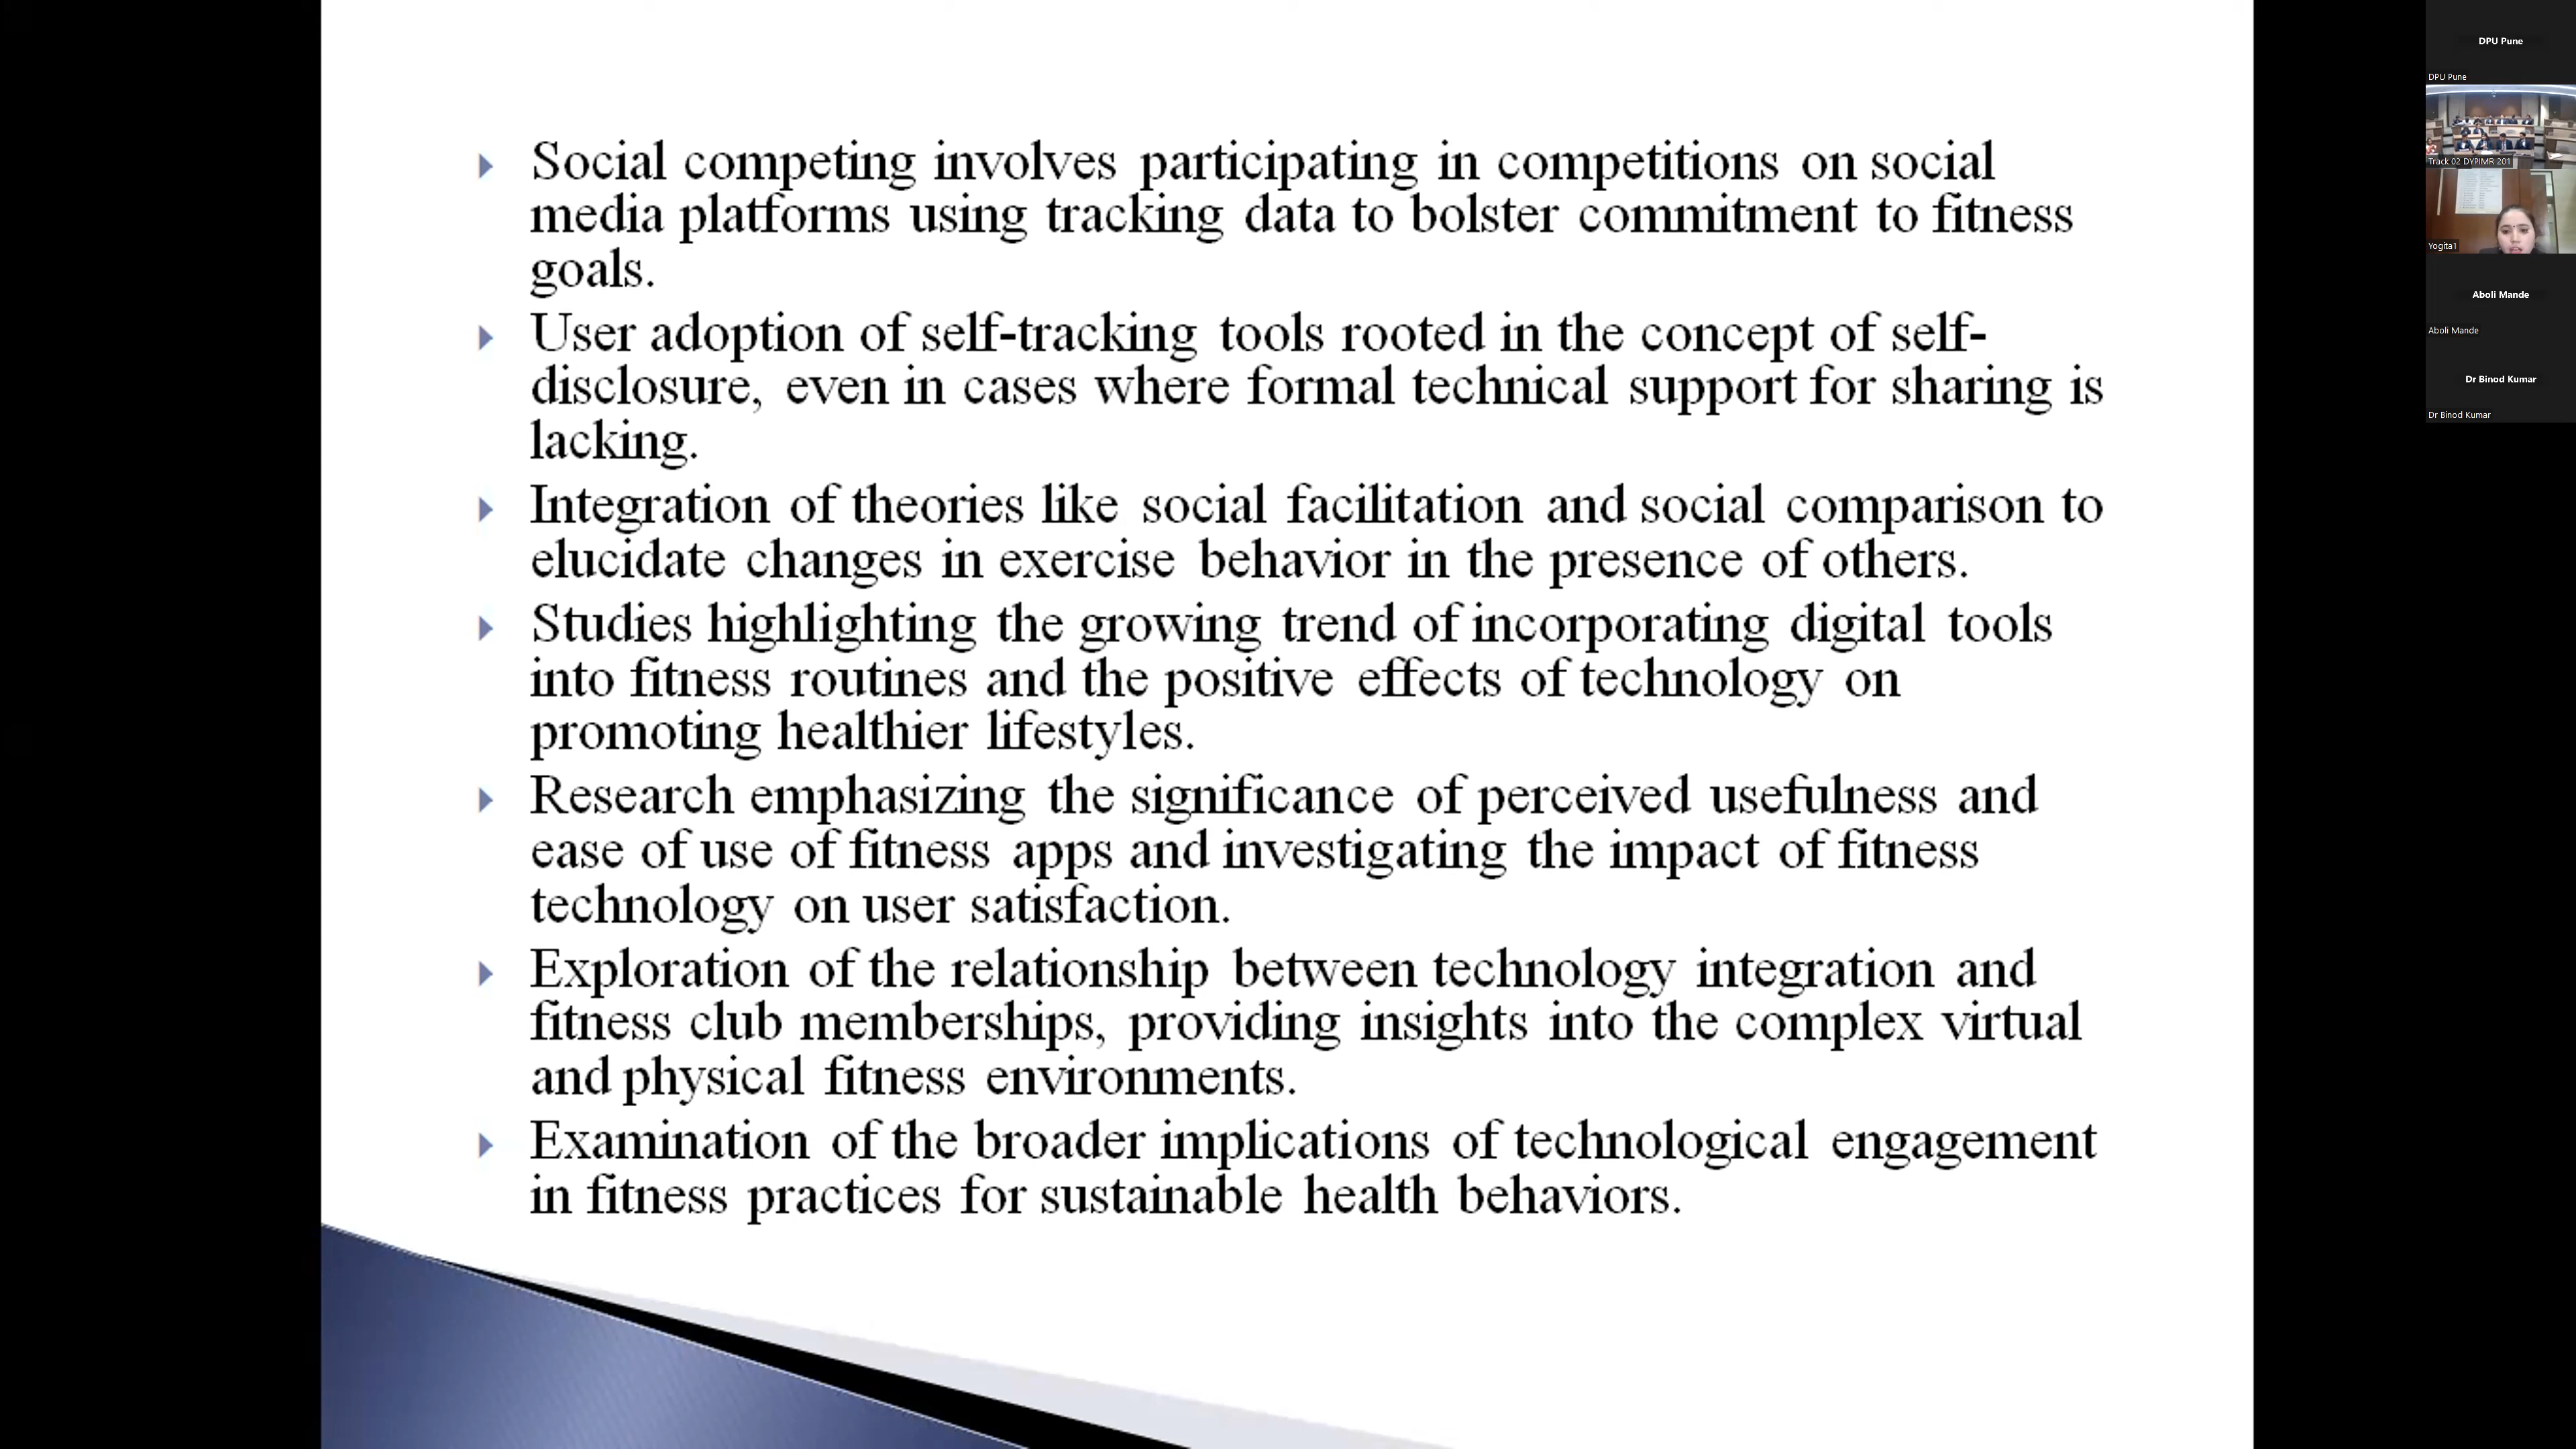 Social competing involves participating in competitions on social
media platforms using tracking data to bolster commitment to fitness
goals.
User adoption of self-tracking tools rooted in the concept of self-
disclosure, even in cases where formal technical support for sharing is
lacking.
Integration of theories like social facilitation and social comparison to
elucidate changes in exercise behavior in the presence of others.
Studies highlighting the growing trend of incorporating digital tools
into fitness routines and the positive effects of technology on
promoting healthier lifestyles.
Research emphasizing the significance of perceived usefulness and
ease of use of fitness apps and investigating the impact of fitness
technology on user satisfaction.
Exploration of the relationship between technology integration and
fitness club memberships, providing insights into the complex virtual
and physical fitness environments.
Examination of the broader implications of technological engagement
in fitness practices for sustainable health behaviors.
DPU Pune
DPU Pune
Track 02 DYPIMR 201
Yogita1
Aboli Mande
Aboli Mande
Dr Binod Kumar
Dr Binod Kumar